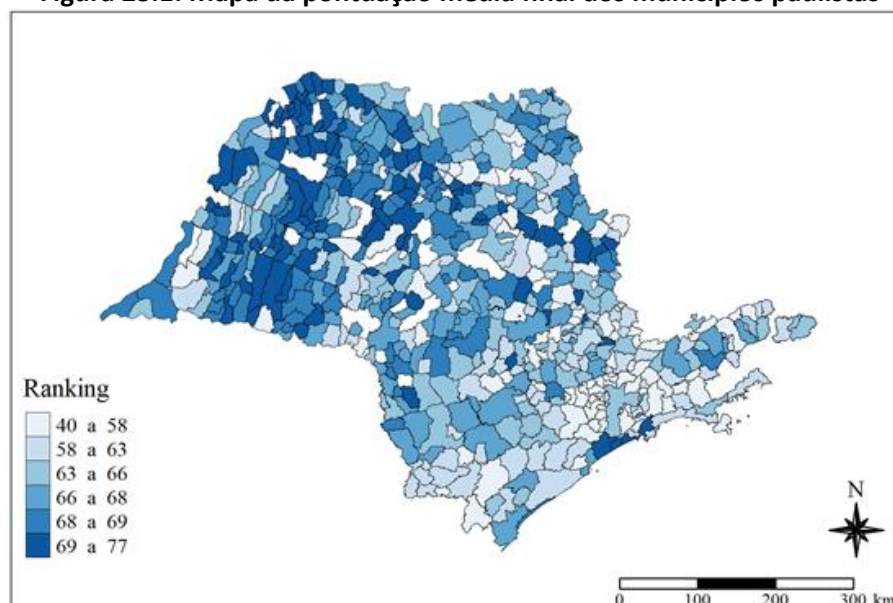 Figura Mapa da pontuação média final dos municípios paulistas
Ranking
40 a 58
58 a 63
63 a 66
66 a 68
68 a 69
69 a 77
N
0 100 200 300 km